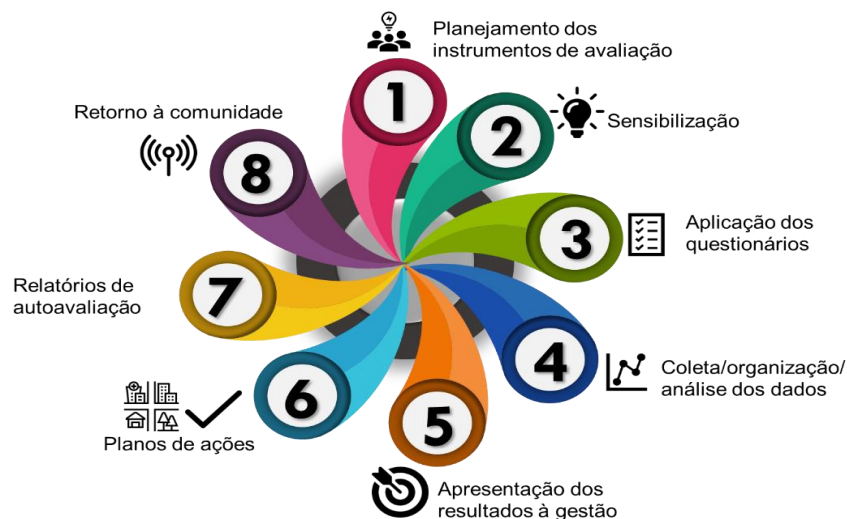 1
Planejamento dos
instrumentos de avaliação
2
Sensibilização
3
Aplicação dos
questionários
4
Coleta/organização/
análise dos dados
5
Apresentação dos
resultados à gestão
6
Planos de ações
7
Relatórios de
autoavaliação
8
Retorno à comunidade